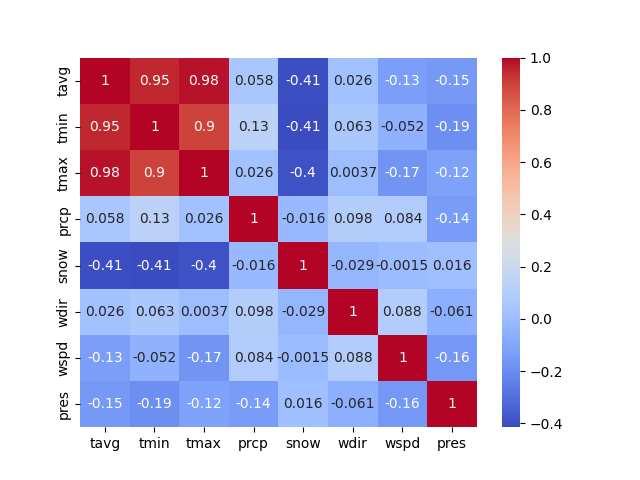 tavg 1 0.95 0.98 0.058 -0.41 0.026 -0.13 -0.15
tmin 0.95 1 0.9 0.13 -0.41 0.063 -0.052 -0.19
tmax 0.98 0.9 1 0.026 -0.4 0.0037 -0.17 -0.12
prcp 0.058 0.13 0.026 1 -0.016 0.098 0.084 -0.14
snow -0.41 -0.41 -0.4 -0.016 1 -0.029 -0.0015 0.016
wdir 0.026 0.063 0.0037 0.098 -0.029 1 0.088 -0.061
wspd -0.13 -0.052 -0.17 0.084 -0.0015 0.088 1 -0.16
pres -0.15 -0.19 -0.12 -0.14 0.016 -0.061 -0.16 1
tavg tmin tmax prcp snow wdir wspd pres
1.0
0.8
0.6
0.4
0.2
0.0
−0.2
−0.4